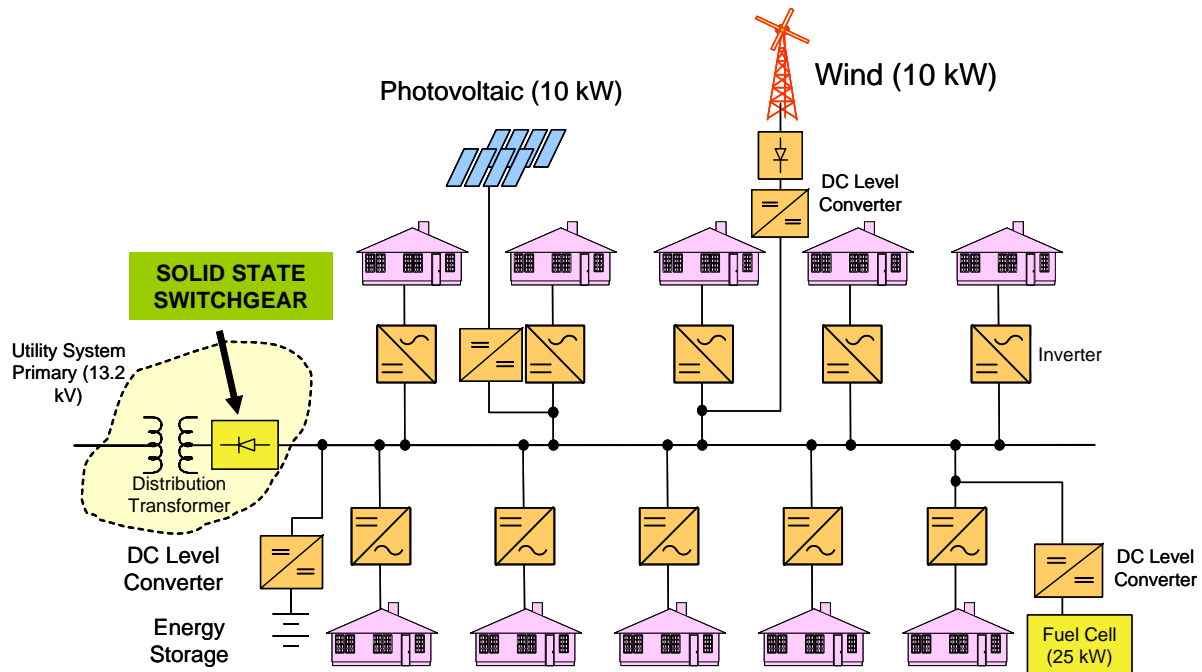 Photovoltaic (10 kW)
Wind (10 kW)
DC Level
Converter
SOLID STATE
SWITCHGEAR
Utility System
Primary (13.2
kV)
Inverter
Distribution
Transformer
DC Level
Converter
DC Level
Converter
Energy
Storage
Fuel Cell
(25 kW)